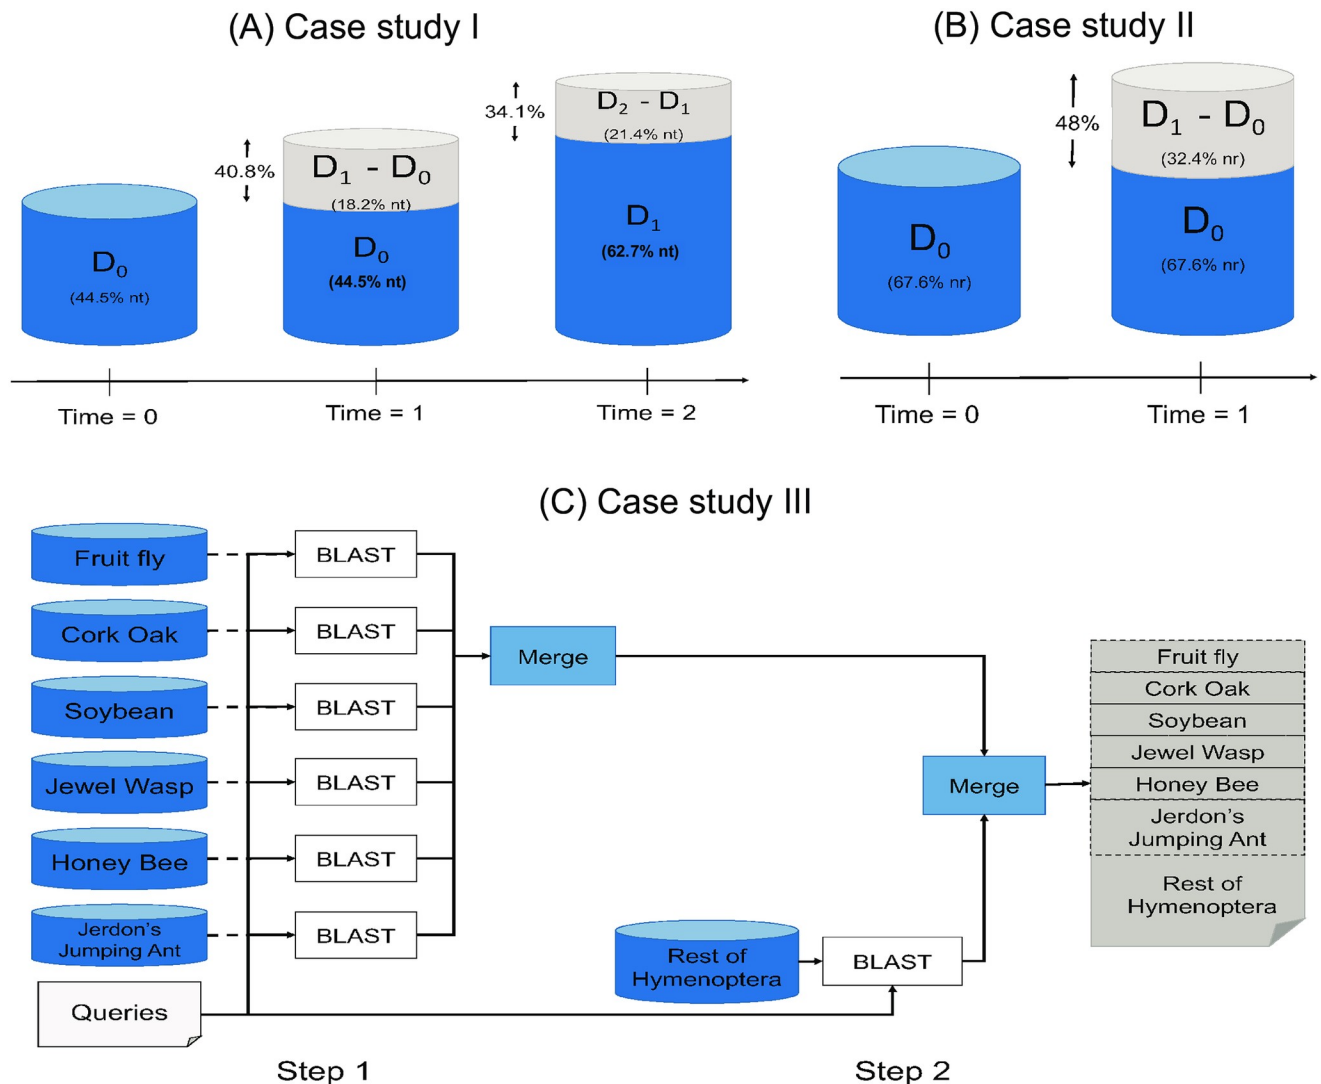 (A) Case study I
(B) Case study II
D₀
(44.5% nt)
40.8%
D₁ - D₀
(18.2% nt)
D₀
(44.5% nt)
34.1%
D₂ - D₁
(21.4% nt)
D₁
(62.7% nt)
Time = 0
Time = 1
Time = 2
D₀
(67.6% nr)
48%
D₁ - D₀
(32.4% nr)
D₀
(67.6% nr)
Time = 0
Time = 1
(C) Case study III
Fruit fly
BLAST
Cork Oak
BLAST
Soybean
BLAST
Jewel Wasp
BLAST
Honey Bee
BLAST
Jerdon's
Jumping Ant
BLAST
Queries
Merge
Rest of
Hymenoptera
BLAST
Merge
Fruit fly
Cork Oak
Soybean
Jewel Wasp
Honey Bee
Jerdon's
Jumping Ant
Rest of
Hymenoptera
Step 1
Step 2